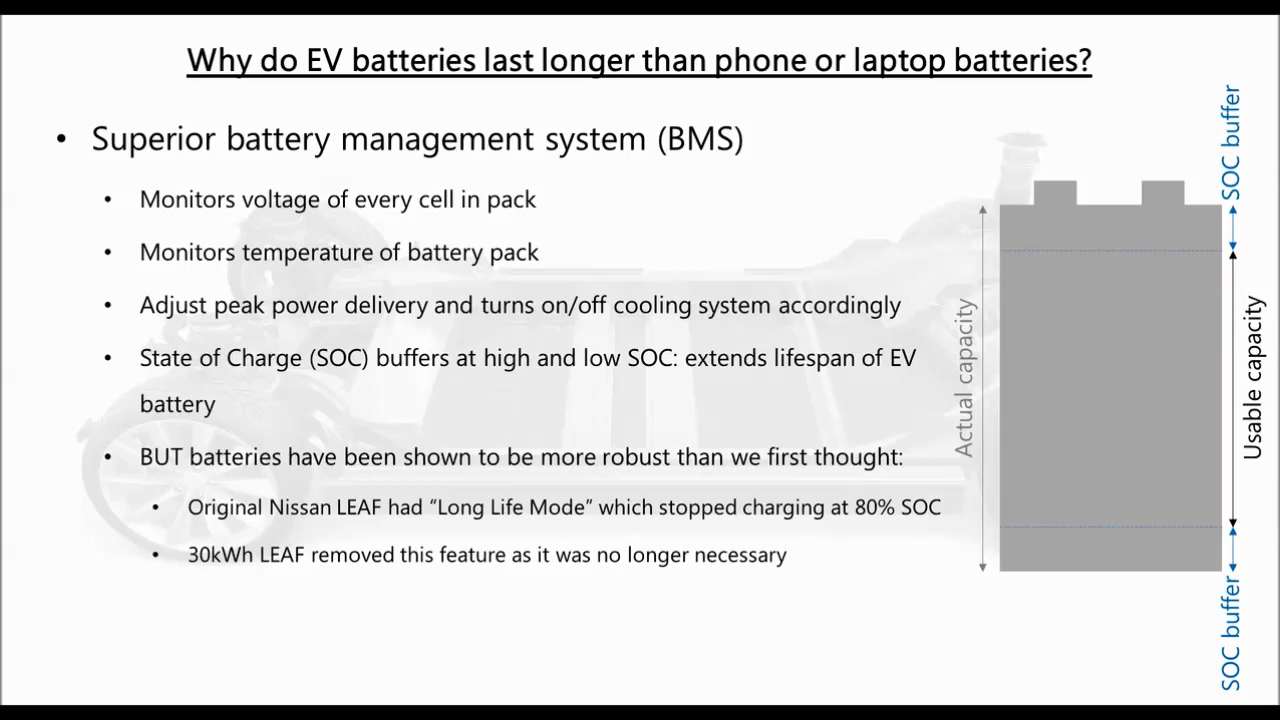 Why do EV batteries last longer than phone or laptop batteries?
• Superior battery management system (BMS)
• Monitors voltage of every cell in pack
• Monitors temperature of battery pack
• Adjust peak power delivery and turns on/off cooling system accordingly
• State of Charge (SOC) buffers at high and low SOC: extends lifespan of EV
battery
• BUT batteries have been shown to be more robust than we first thought:
• Original Nissan LEAF had “Long Life Mode” which stopped charging at 80% SOC
• 30kWh LEAF removed this feature as it was no longer necessary
Actual capacity
SOC buffer
Usable capacity
SOC buffer